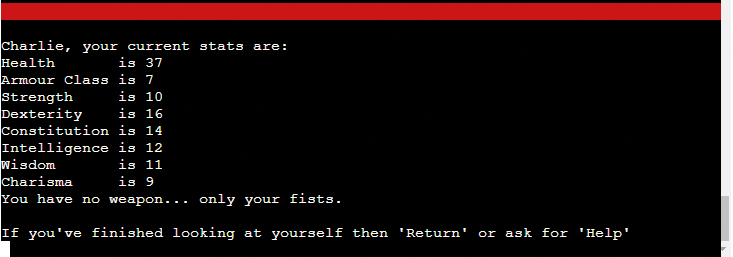 Charlie, your current stats are:
Health       is 37
Armour Class is 7
Strength     is 10
Dexterity    is 16
Constitution is 14
Intelligence is 12
Wisdom       is 11
Charisma     is 9
You have no weapon... only your fists.
If you've finished looking at yourself then 'Return' or ask for 'Help'